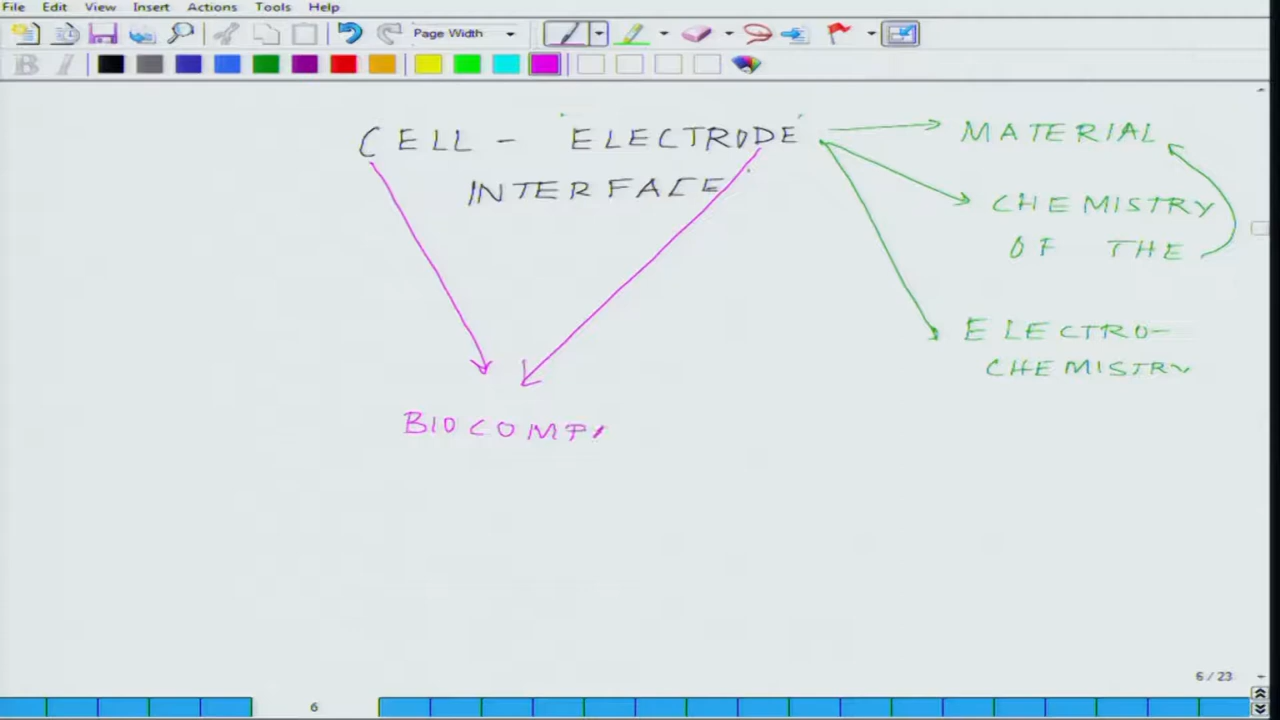 File Edit View Insert Actions Tools Help
Page Width
B I
CELL - ELECTRODE
INTERFACE
MATERIAL
CHEMISTRY
OF THE
ELECTRO-
CHEMISTRY
BIOCOMPA
6 / 23
6